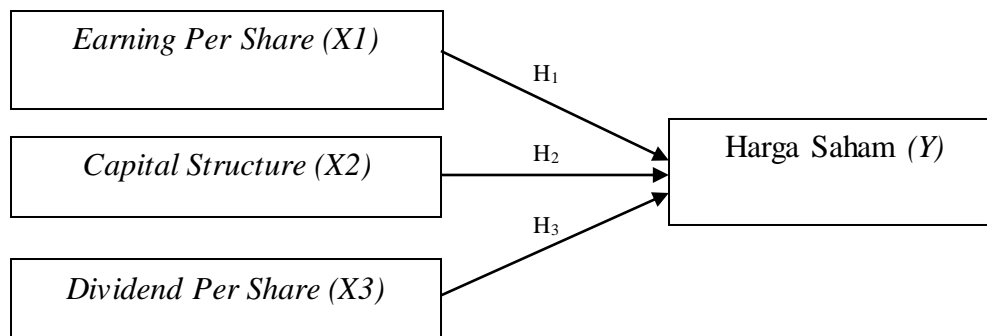 Earning Per Share (X1)
H1
Harga Saham (Y)
Capital Structure (X2)
H2
H3
Dividend Per Share (X3)